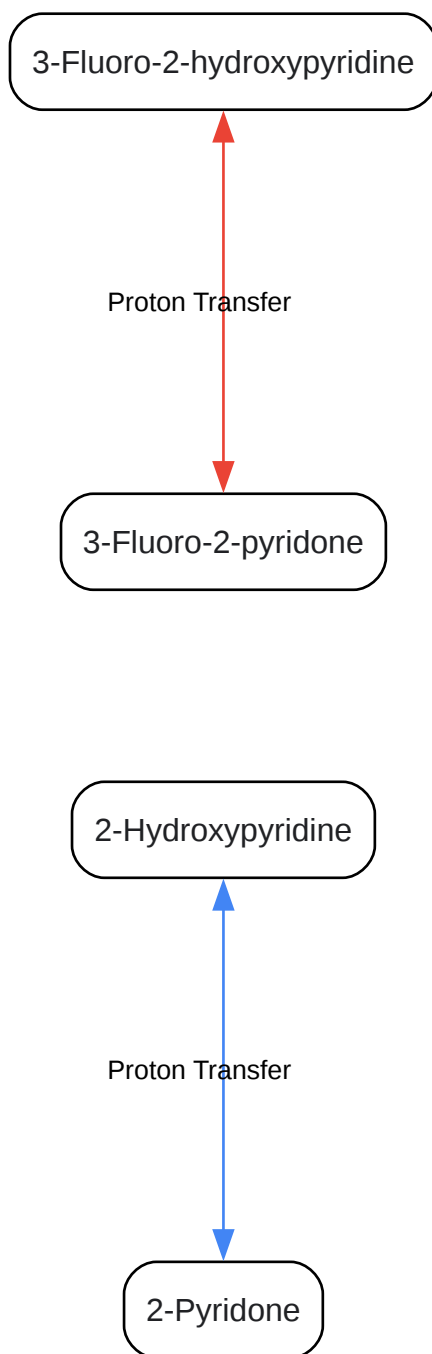 3-Fluoro-2-hydroxypyridine
Proton Transfer
3-Fluoro-2-pyridone
2-Hydroxypyridine
Proton Transfer
2-Pyridone